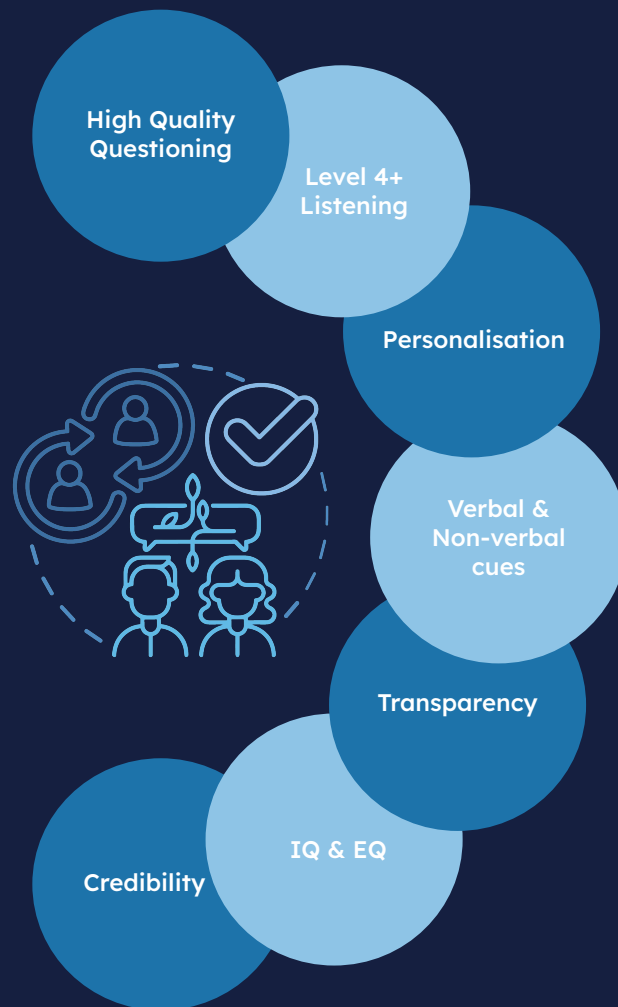 High Quality
Questioning
Level 4+
Listening
Personalisation
Verbal &
Non-verbal
cues
Transparency
IQ & EQ
Credibility